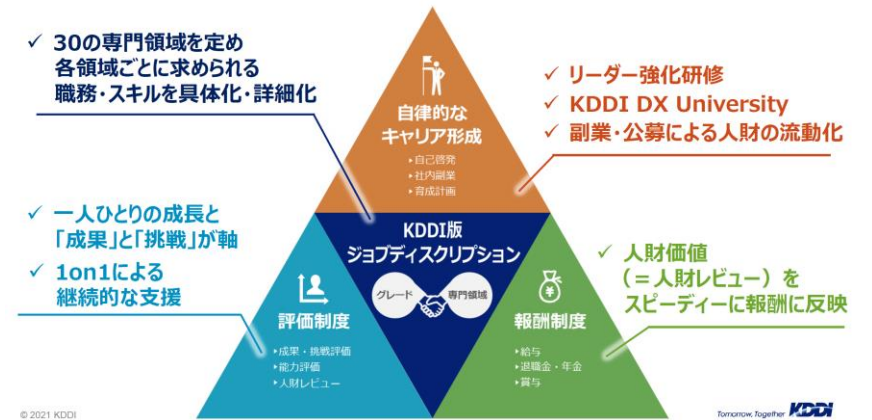 ✓ 30の専門領域を定め
各領域ごとに求められる
職務・スキルを具体化・詳細化
自律的な
キャリア形成
▸自己啓発
▸社内副業
▸育成計画
✓ リーダー強化研修
✓ KDDI DX University
✓ 副業・公募による人財の流動化
✓ 一人ひとりの成長と
「成果」と「挑戦」が軸
✓ 1on1による
継続的な支援
KDDI版
ジョブディスクリプション
グレード
専門領域
✓ 人財価値
（＝人財レビュー）を
スピーディーに報酬に反映
評価制度
▸成果・挑戦評価
▸能力評価
▸人財レビュー
報酬制度
▸給与
▸退職金・年金
▸賞与
© 2021 KDDI
Tomorrow, Together KDDI